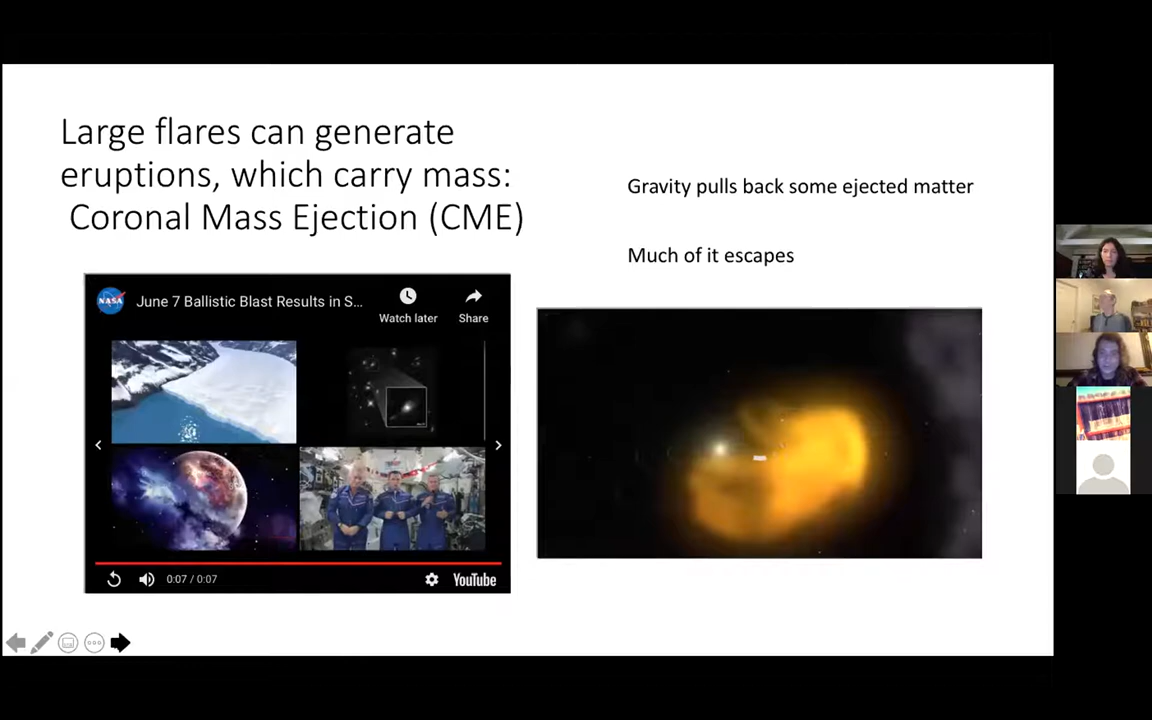 Large flares can generate
eruptions, which carry mass:
Coronal Mass Ejection (CME)
Gravity pulls back some ejected matter
Much of it escapes
NASA
June 7 Ballistic Blast Results in S...
Watch later
Share
0:07 / 0:07
YouTube